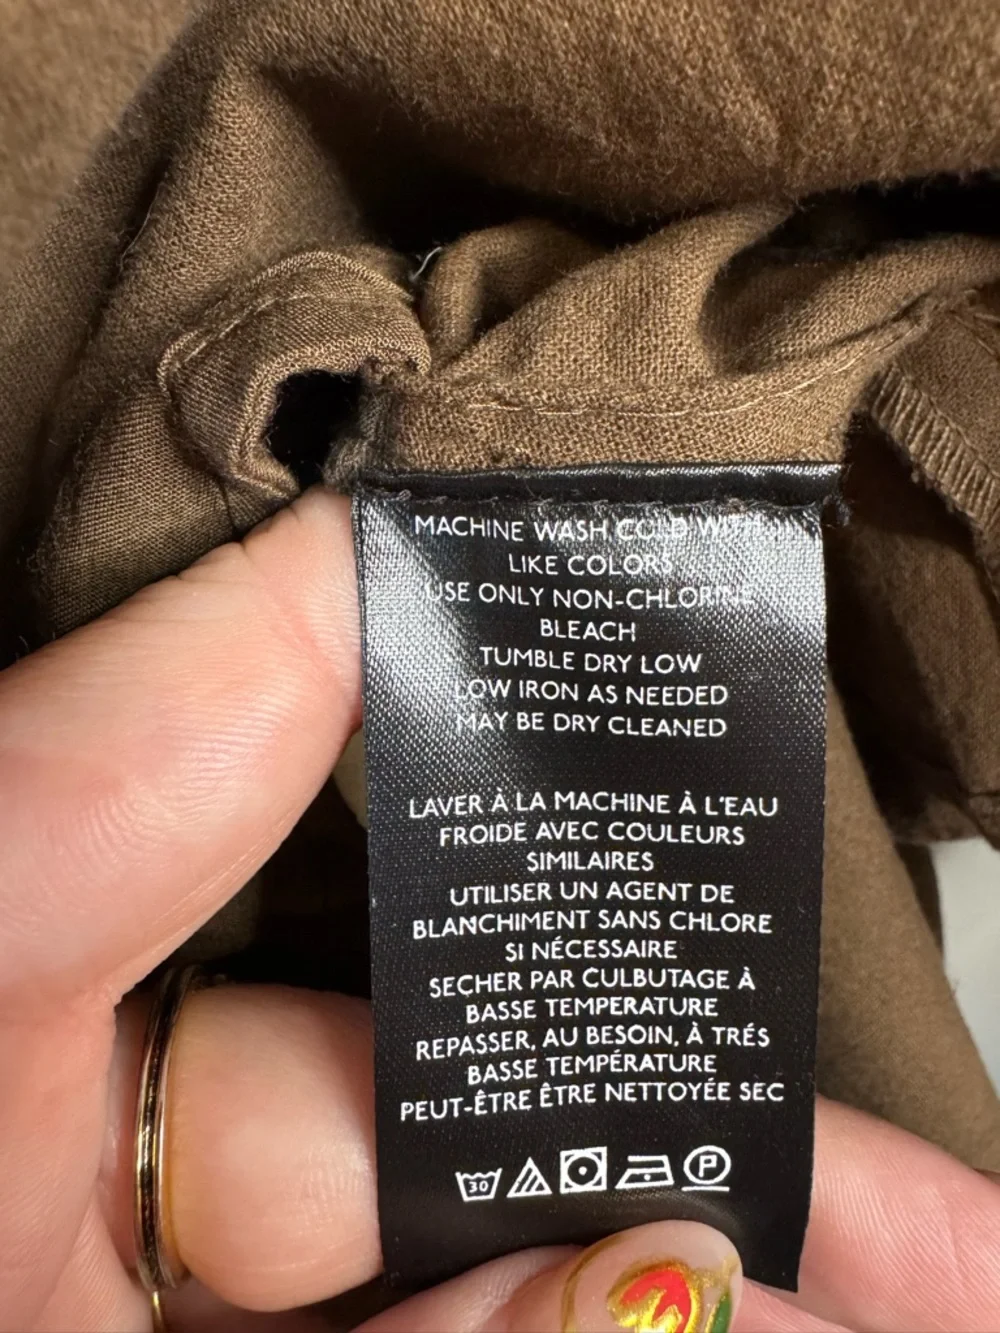 MACHINE WASH COLD WITH
LIKE COLORS
USE ONLY NON-CHLORINE
BLEACH
TUMBLE DRY LOW
LOW IRON AS NEEDED
MAY BE DRY CLEANED
LAVER À LA MACHINE À L'EAU
FROIDE AVEC COULEURS
SIMILAIRES
UTILISER UN AGENT DE
BLANCHIMENT SANS CHLORE
SI NÉCESSAIRE
SECHER PAR CULBUTAGE À
BASSE TEMPERATURE
REPASSER, AU BESOIN, À TRÉS
BASSE TEMPÉRATURE
PEUT-ÊTRE ÊTRE NETTOYÉE SEC
30 P